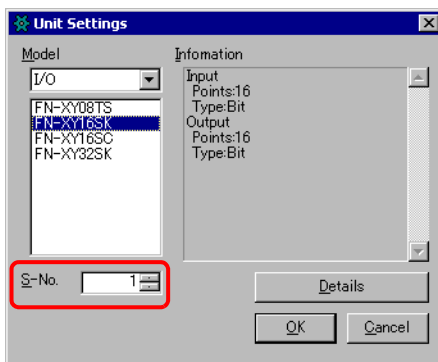 Unit Settings
Model
I/O
FN-XY08TS
FN-XY16SK
FN-XY16SC
FN-XY32SK
Infomation
Input
Points:16
Type:Bit
Output
Points:16
Type:Bit
S-No.
1
Details
OK
Cancel